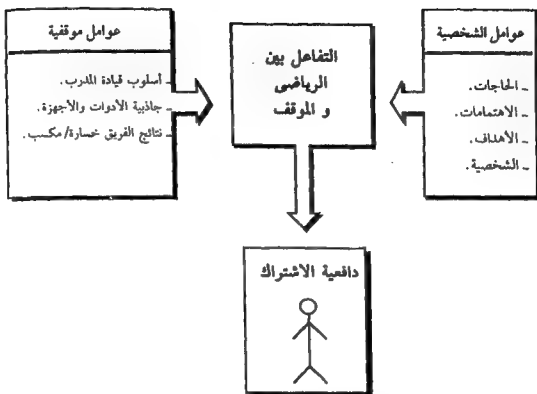 عوامل الشخصية
ـ الحاجات.
ـ الاهتمامات.
ـ الأهداف.
ـ الشخصية.
التفاعل بين
الرياضى
و الموقف
عوامل موقفية
ـ أسلوب قيادة المدرب.
ـ جاذبية الأدوات والأجهزة.
ـ نتائج الفريق خسارة/مكسب.
دافعية الاشتراك